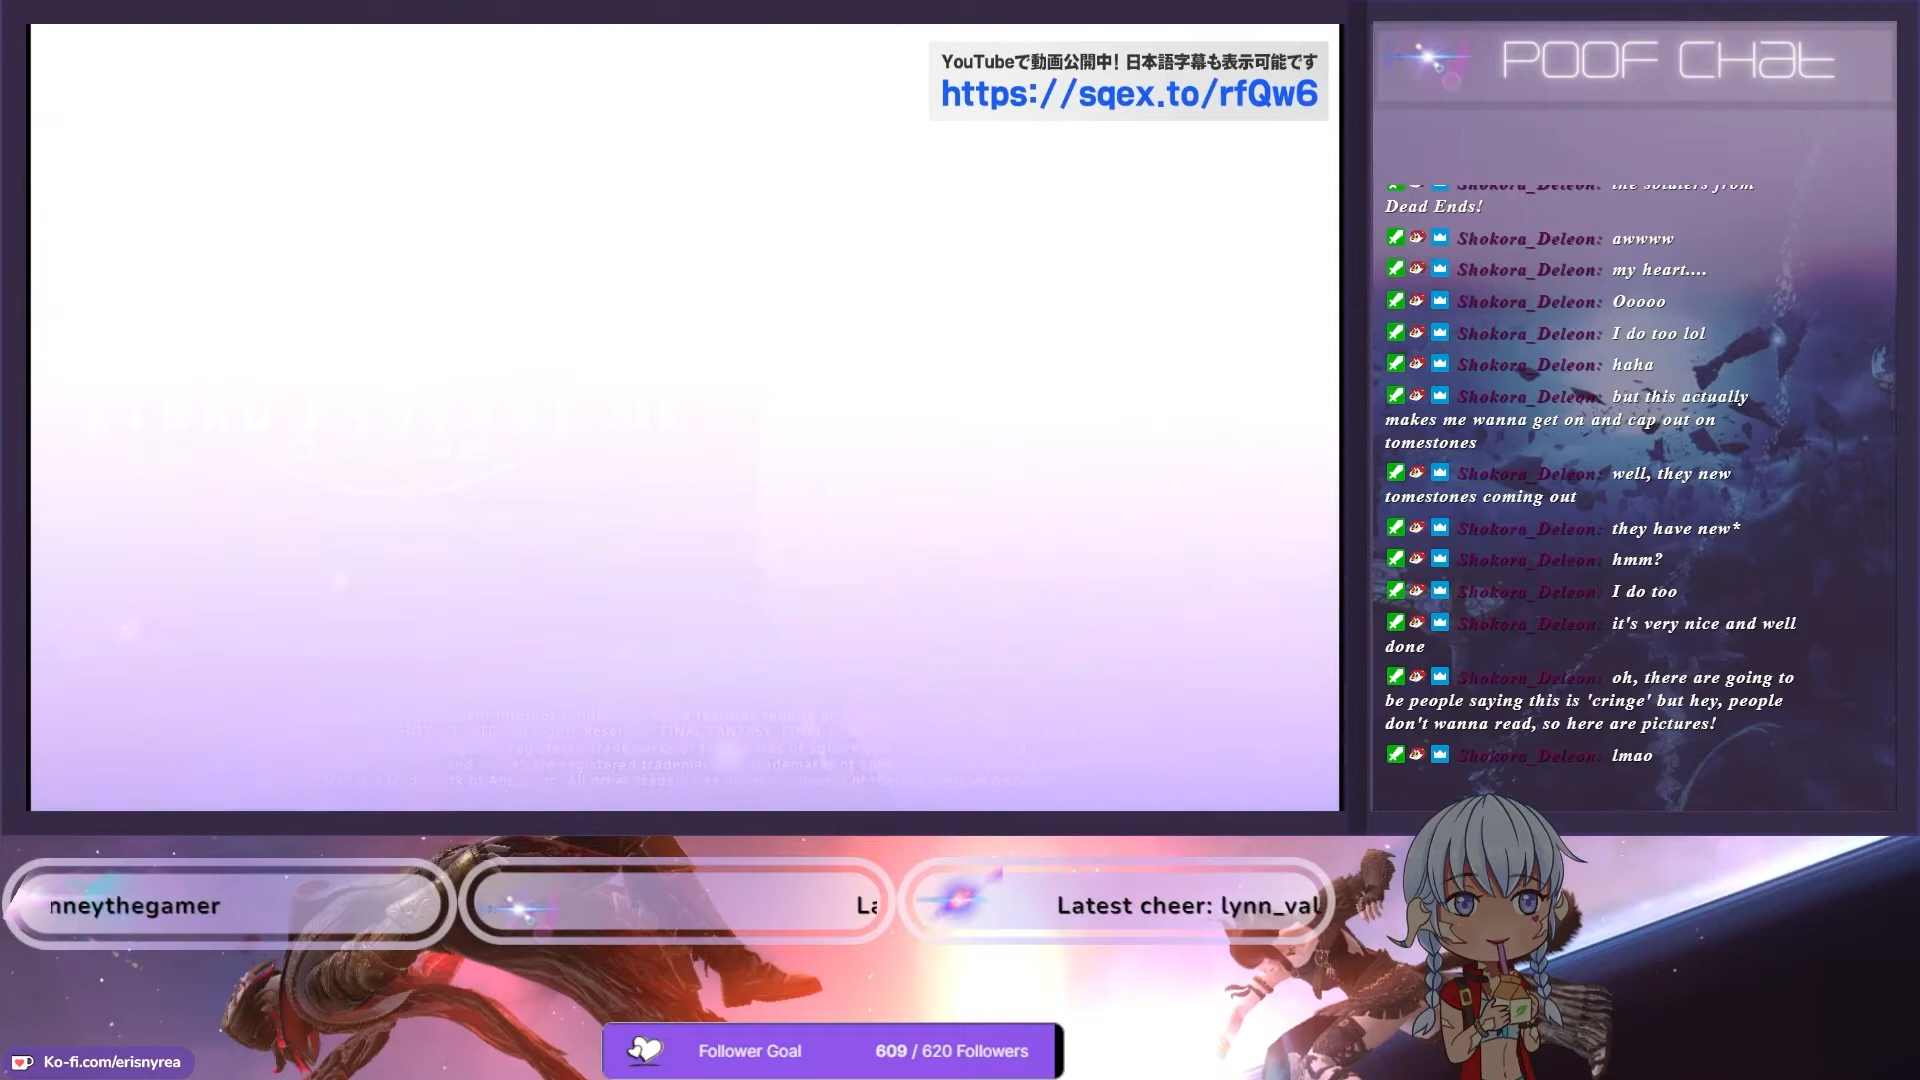 YouTubeで動画公開中! 日本語字幕も表示可能です
https://sqex.to/rfQw6
POOF CHat
Shokora_Deleon: the soldiers from
Dead Ends!
Shokora_Deleon: awwww
Shokora_Deleon: my heart....
Shokora_Deleon: Ooooo
Shokora_Deleon: I do too lol
Shokora_Deleon: haha
Shokora_Deleon: but this actually
makes me wanna get on and cap out on
tomestones
Shokora_Deleon: well, they new
tomestones coming out
Shokora_Deleon: they have new*
Shokora_Deleon: hmm?
Shokora_Deleon: I do too
Shokora_Deleon: it's very nice and well
done
Shokora_Deleon: oh, there are going to
be people saying this is 'cringe' but hey, people
don't wanna read, so here are pictures!
Shokora_Deleon: lmao
nneythegamer
La
Latest cheer: lynn_val
Follower Goal 609 / 620 Followers
Ko-fi.com/erisnyrea